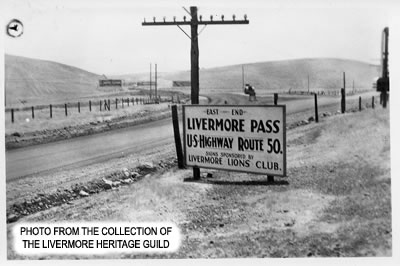 EAST END
LIVERMORE PASS
U.S. HIGHWAY ROUTE 50.
SIGNS SPONSORED BY
LIVERMORE LIONS' CLUB.
PHOTO FROM THE COLLECTION OF
THE LIVERMORE HERITAGE GUILD